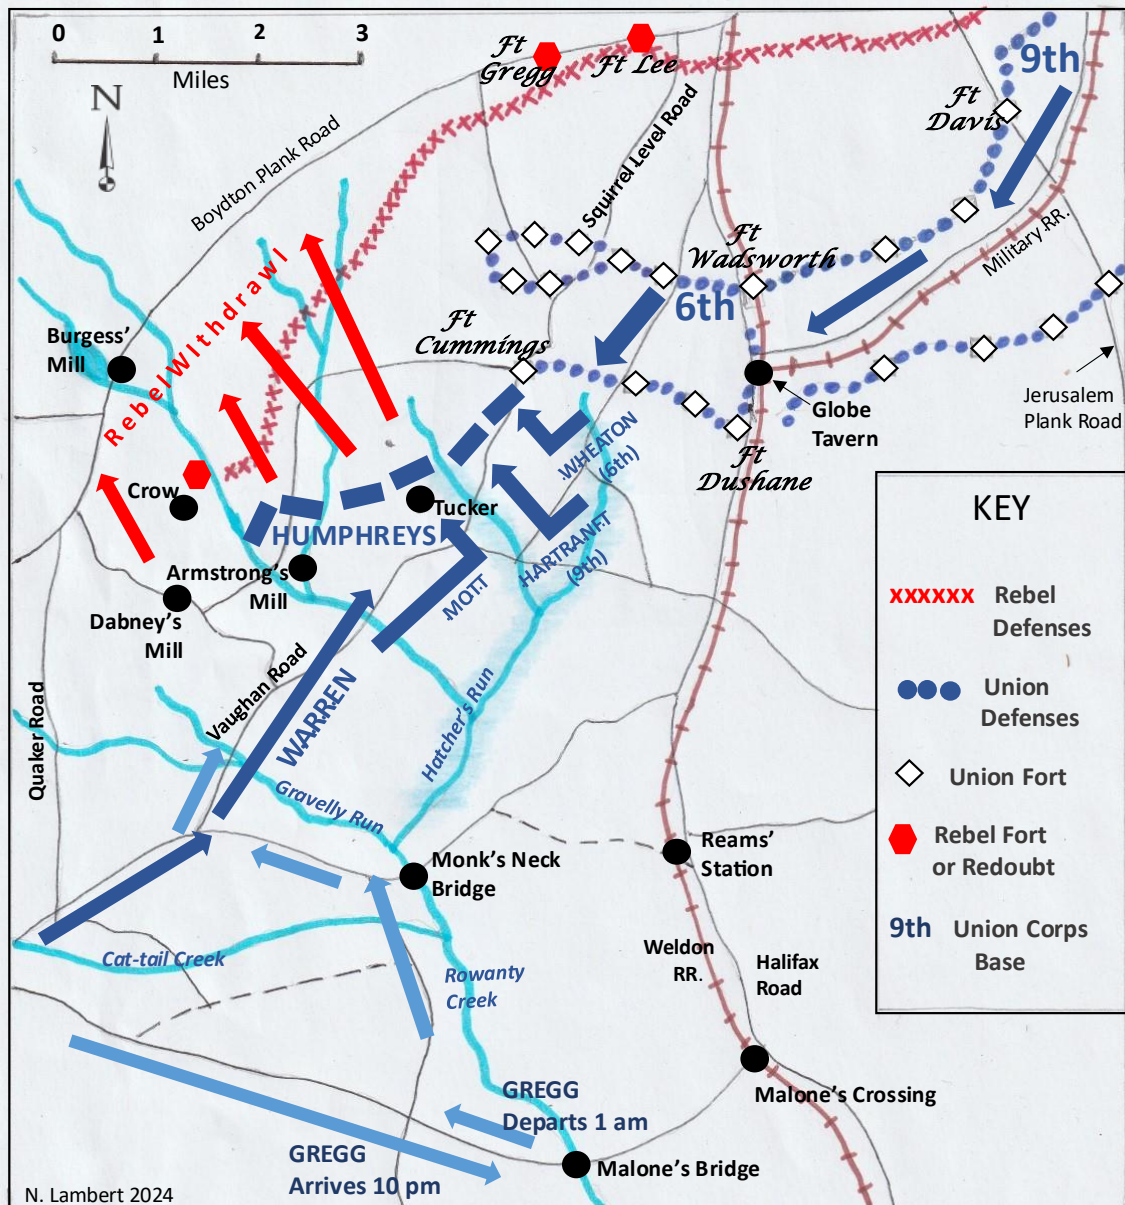 0 1 2 3
Miles
N
Ft
Gregg
Ft Lee
9th
Ft
Davis
Boydton Plank Road
Squirrel Level Road
Military RR.
Ft
Wadsworth
6th
Ft
Cummings
Burgess'
Mill
Rebel WIthdrawl
Globe
Tavern
Jerusalem
Plank Road
WHEATON
(6th)
Ft
Dushane
Crow
Tucker
HUMPHREYS
HARTRANFT
(9th)
Armstrong's
Mill
MOTT
Dabney's
Mill
Vaughan Road
WARREN
Quaker Road
Hatcher's Run
Gravelly Run
Monk's Neck
Bridge
Reams'
Station
Cat-tail Creek
Rowanty
Creek
Weldon
RR.
Halifax
Road
GREGG
Departs 1 am
Malone's Crossing
GREGG
Arrives 10 pm
Malone's Bridge
N. Lambert 2024
KEY
xxxxxx Rebel
Defenses
Union
Defenses
Union Fort
Rebel Fort
or Redoubt
9th Union Corps
Base